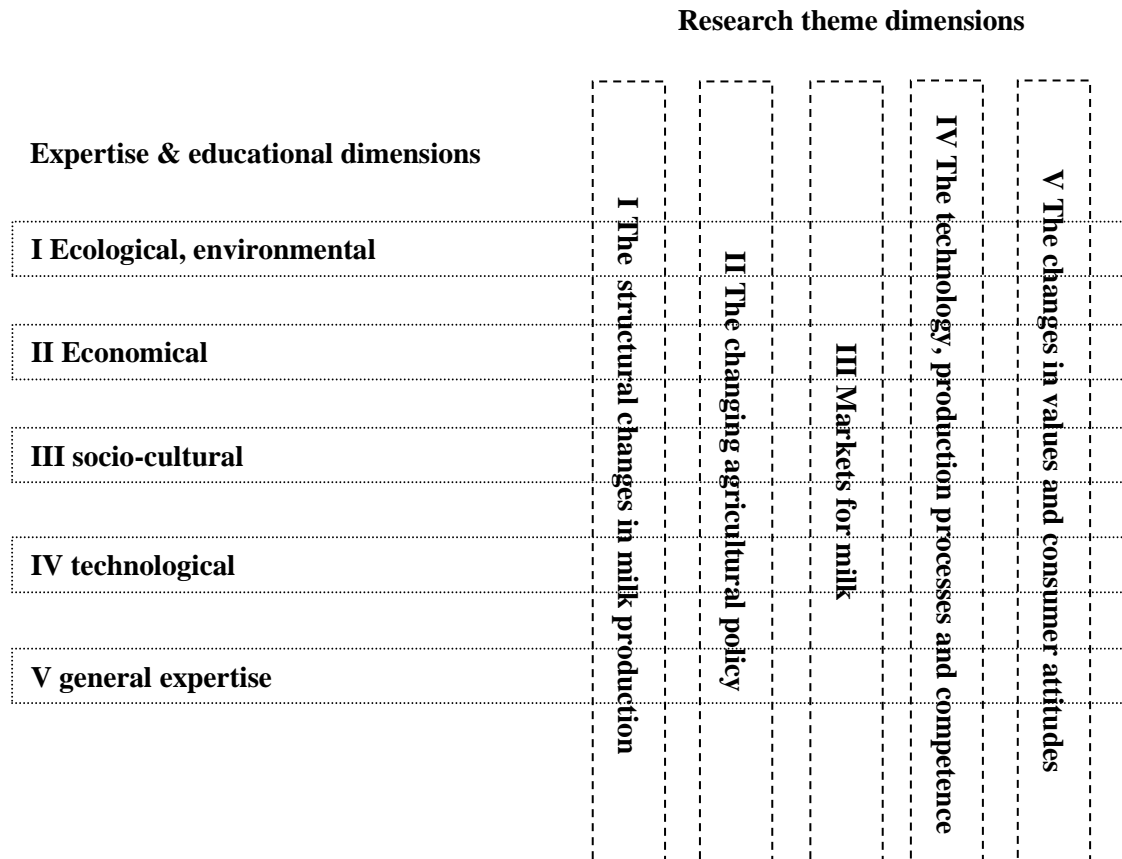 Research theme dimensions
Expertise & educational dimensions
I Ecological, environmental
II Economical
III socio-cultural
IV technological
V general expertise
I The structural changes in milk production
II The changing agricultural policy
III Markets for milk
IV The technology, production processes and competence
V The changes in values and consumer attitudes